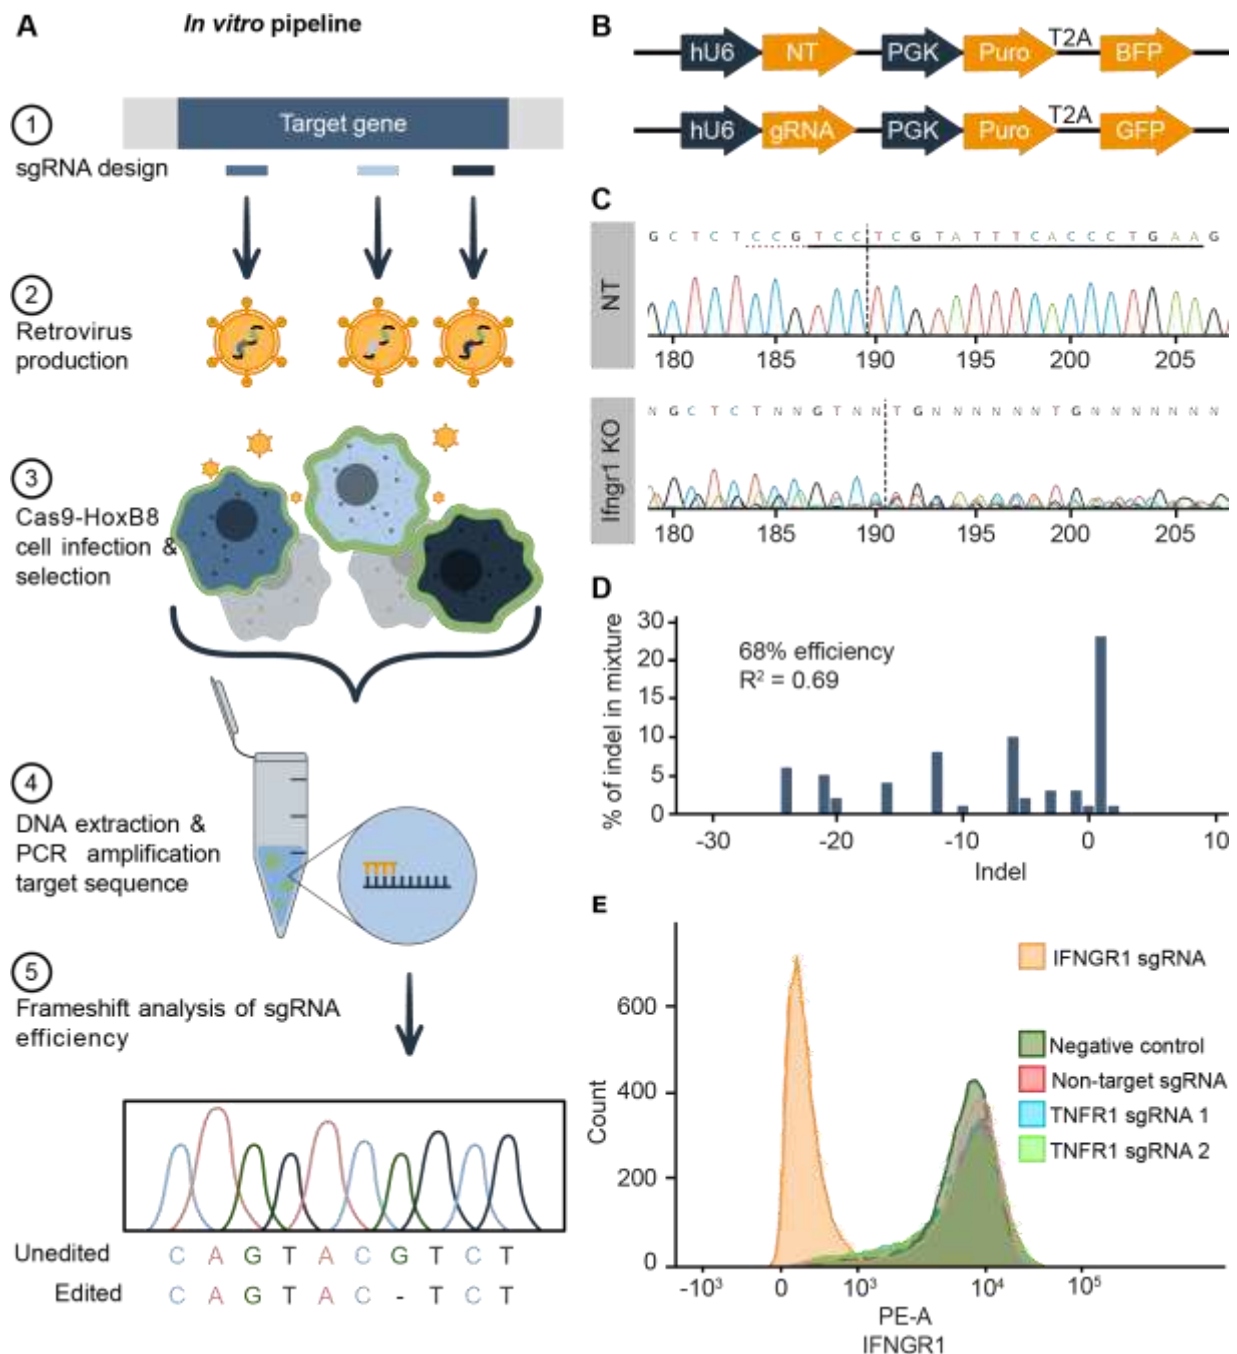 A
In vitro pipeline
1
Target gene
sgRNA design
2
Retrovirus
production
3
Cas9-HoxB8
cell infection &
selection
4
DNA extraction &
PCR amplification
target sequence
5
Frameshift analysis of sgRNA
efficiency
Unedited C A G T A C G T C T
Edited C A G T A C - T C T
B
hU6 NT PGK Puro T2A BFP
hU6 gRNA PGK Puro T2A GFP
C
NT
G C T C T C C G T C C T C G T A T T T C A C C C T G A A G
180 185 190 195 200 205
Ifngr1 KO
N G C T C T N N G T N N T G N N N N N N T G N N N N N N N
180 185 190 195 200 205
D
% of indel in mixture
30
20
15
10
5
0
68% efficiency
R² = 0.69
-30 -20 -10 0 10
Indel
E
Count
600
400
200
0
IFNGR1 sgRNA
Negative control
Non-target sgRNA
TNFR1 sgRNA 1
TNFR1 sgRNA 2
-10³ 0 10³ 10⁴ 10⁵
PE-A
IFNGR1